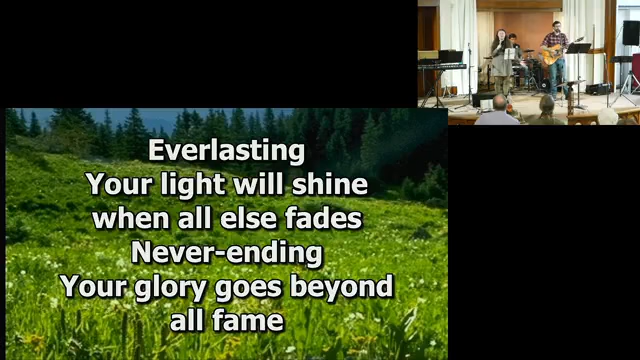 Everlasting
Your light will shine
when all else fades
Never-ending
Your glory goes beyond
all fame